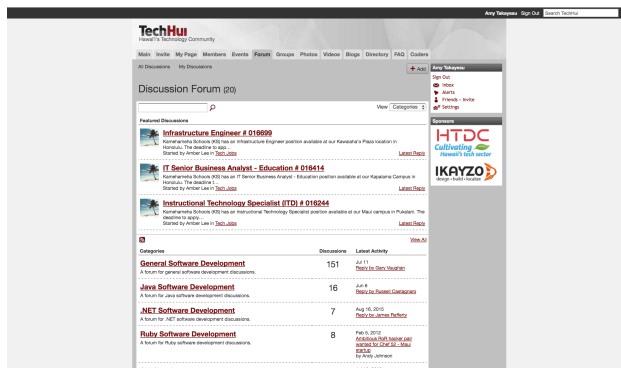 Amy Takayesu Sign Out Search TechHui
TechHui
Hawaii's Technology Community
Main Invite My Page Members Events Forum Groups Photos Videos Blogs Directory FAQ Coders
All Discussions My Discussions
+ Add
Discussion Forum (20)
View Categories
Featured Discussions
Infrastructure Engineer # 016699
Kamehameha Schools (KS) has an Infrastructure Engineer position available at our Kawaiaha'o Plaza location in
Honolulu. The deadline to app...
Started by Amber Lee in Tech Jobs
Latest Reply
IT Senior Business Analyst - Education # 016414
Kamehameha Schools (KS) has an IT Senior Business Analyst - Education position available at our Kapalama Campus in
Honolulu. The deadline t...
Started by Amber Lee in Tech Jobs
Latest Reply
Instructional Technology Specialist (ITD) # 016244
Kamehameha Schools (KS) has an Instructional Technology Specialist position available at our Maui campus in Pukalani. The
deadline to apply...
Started by Amber Lee in Tech Jobs
Latest Reply
View All
Categories Discussions Latest Activity
General Software Development
A forum for general software development discussions.
151
Jul 11
Reply by Gary Vaughan
Java Software Development
A forum for Java software development discussions.
16
Jun 6
Reply by Russell Castagnaro
.NET Software Development
A forum for .NET software development discussions.
7
Aug 16, 2015
Reply by James Rafferty
Ruby Software Development
A forum for Ruby software development discussions.
8
Feb 5, 2012
Ambitious RoR hacker pair
wanted for Chef 52 - Maui
startup
by Andy Johnson
Amy Takayesu
Sign Out
Inbox
Alerts
Friends - Invite
Settings
Sponsors
HTDC
Cultivating
Hawaii's tech sector
IKAYZO
design • build • localize